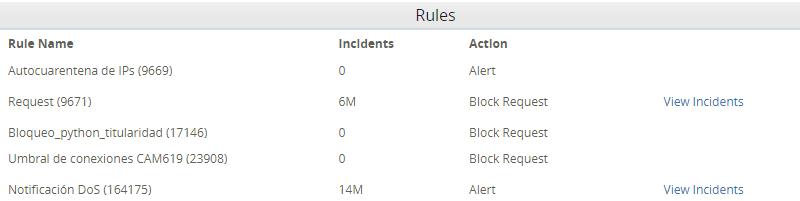 Rules
Rule Name Incidents Action
Autocuarentena de IPs (9669) 0 Alert
Request (9671) 6M Block Request View Incidents
Bloqueo_python_titularidad (17146) 0 Block Request
Umbral de conexiones CAM619 (23908) 0 Block Request
Notificación DoS (164175) 14M Alert View Incidents